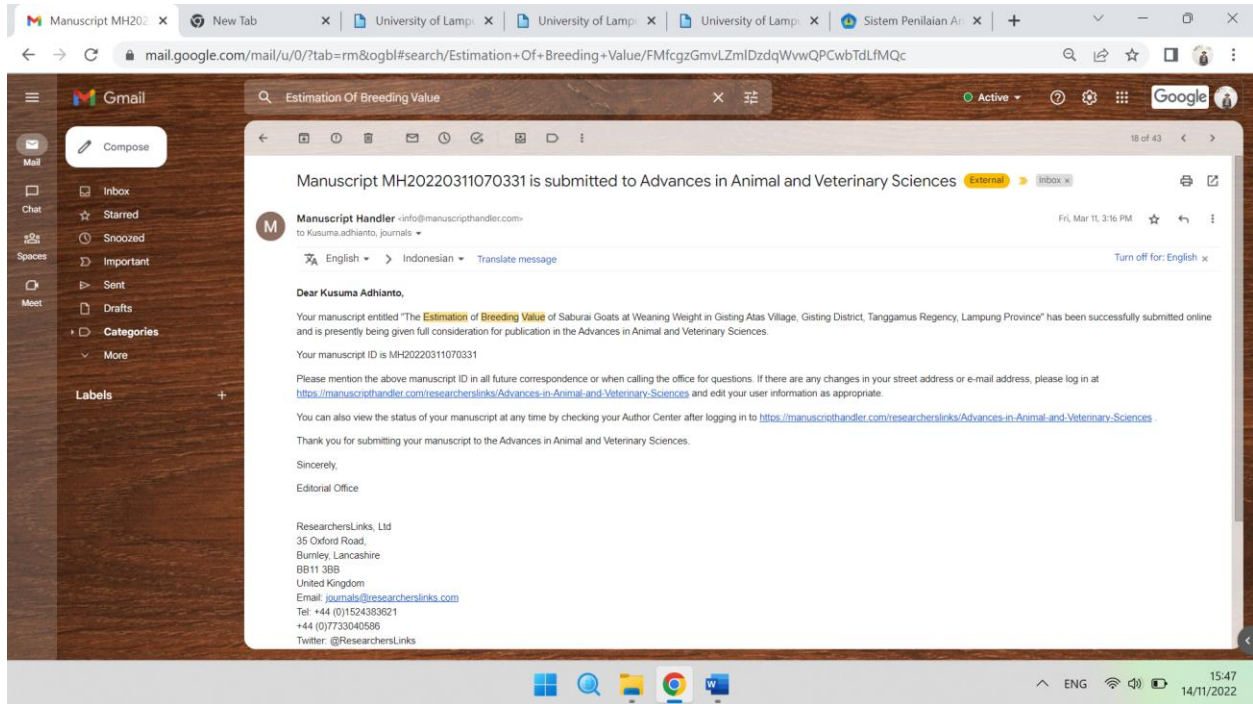 Manuscript MH202
New Tab
University of Lampu
University of Lamp
University of Lampu
Sistem Penilaian An
mail.google.com/mail/u/0/?tab=rm&ogbl#search/Estimation+Of+Breeding+Value/FMfcgzGmvLZmlDzdqWvwQPCwbTdLfMQc
Gmail
Estimation Of Breeding Value
Active
Google
Mail
Chat
Spaces
Meet
Compose
Inbox
Starred
Snoozed
Important
Sent
Drafts
Categories
More
Labels
18 of 43
Manuscript MH20220311070331 is submitted to Advances in Animal and Veterinary Sciences External Inbox x
M
Manuscript Handler <info@manuscripthandler.com>
Fri, Mar 11, 3:16 PM
to Kusuma.adhianto, journals
English > Indonesian Translate message
Turn off for: English x
Dear Kusuma Adhianto,
Your manuscript entitled "The Estimation of Breeding Value of Saburai Goats at Weaning Weight in Gisting Atas Village, Gisting District, Tanggamus Regency, Lampung Province" has been successfully submitted online
and is presently being given full consideration for publication in the Advances in Animal and Veterinary Sciences.
Your manuscript ID is MH20220311070331
Please mention the above manuscript ID in all future correspondence or when calling the office for questions. If there are any changes in your street address or e-mail address, please log in at
https://manuscripthandler.com/researcherslinks/Advances-in-Animal-and-Veterinary-Sciences and edit your user information as appropriate.
You can also view the status of your manuscript at any time by checking your Author Center after logging in to https://manuscripthandler.com/researcherslinks/Advances-in-Animal-and-Veterinary-Sciences .
Thank you for submitting your manuscript to the Advances in Animal and Veterinary Sciences.
Sincerely,
Editorial Office
ResearchersLinks, Ltd
35 Oxford Road,
Burnley, Lancashire
BB11 3BB
United Kingdom
Email: journals@researcherslinks.com
Tel: +44 (0)1524383621
+44 (0)7733040586
Twitter: @ResearchersLinks
ENG
15:47
14/11/2022